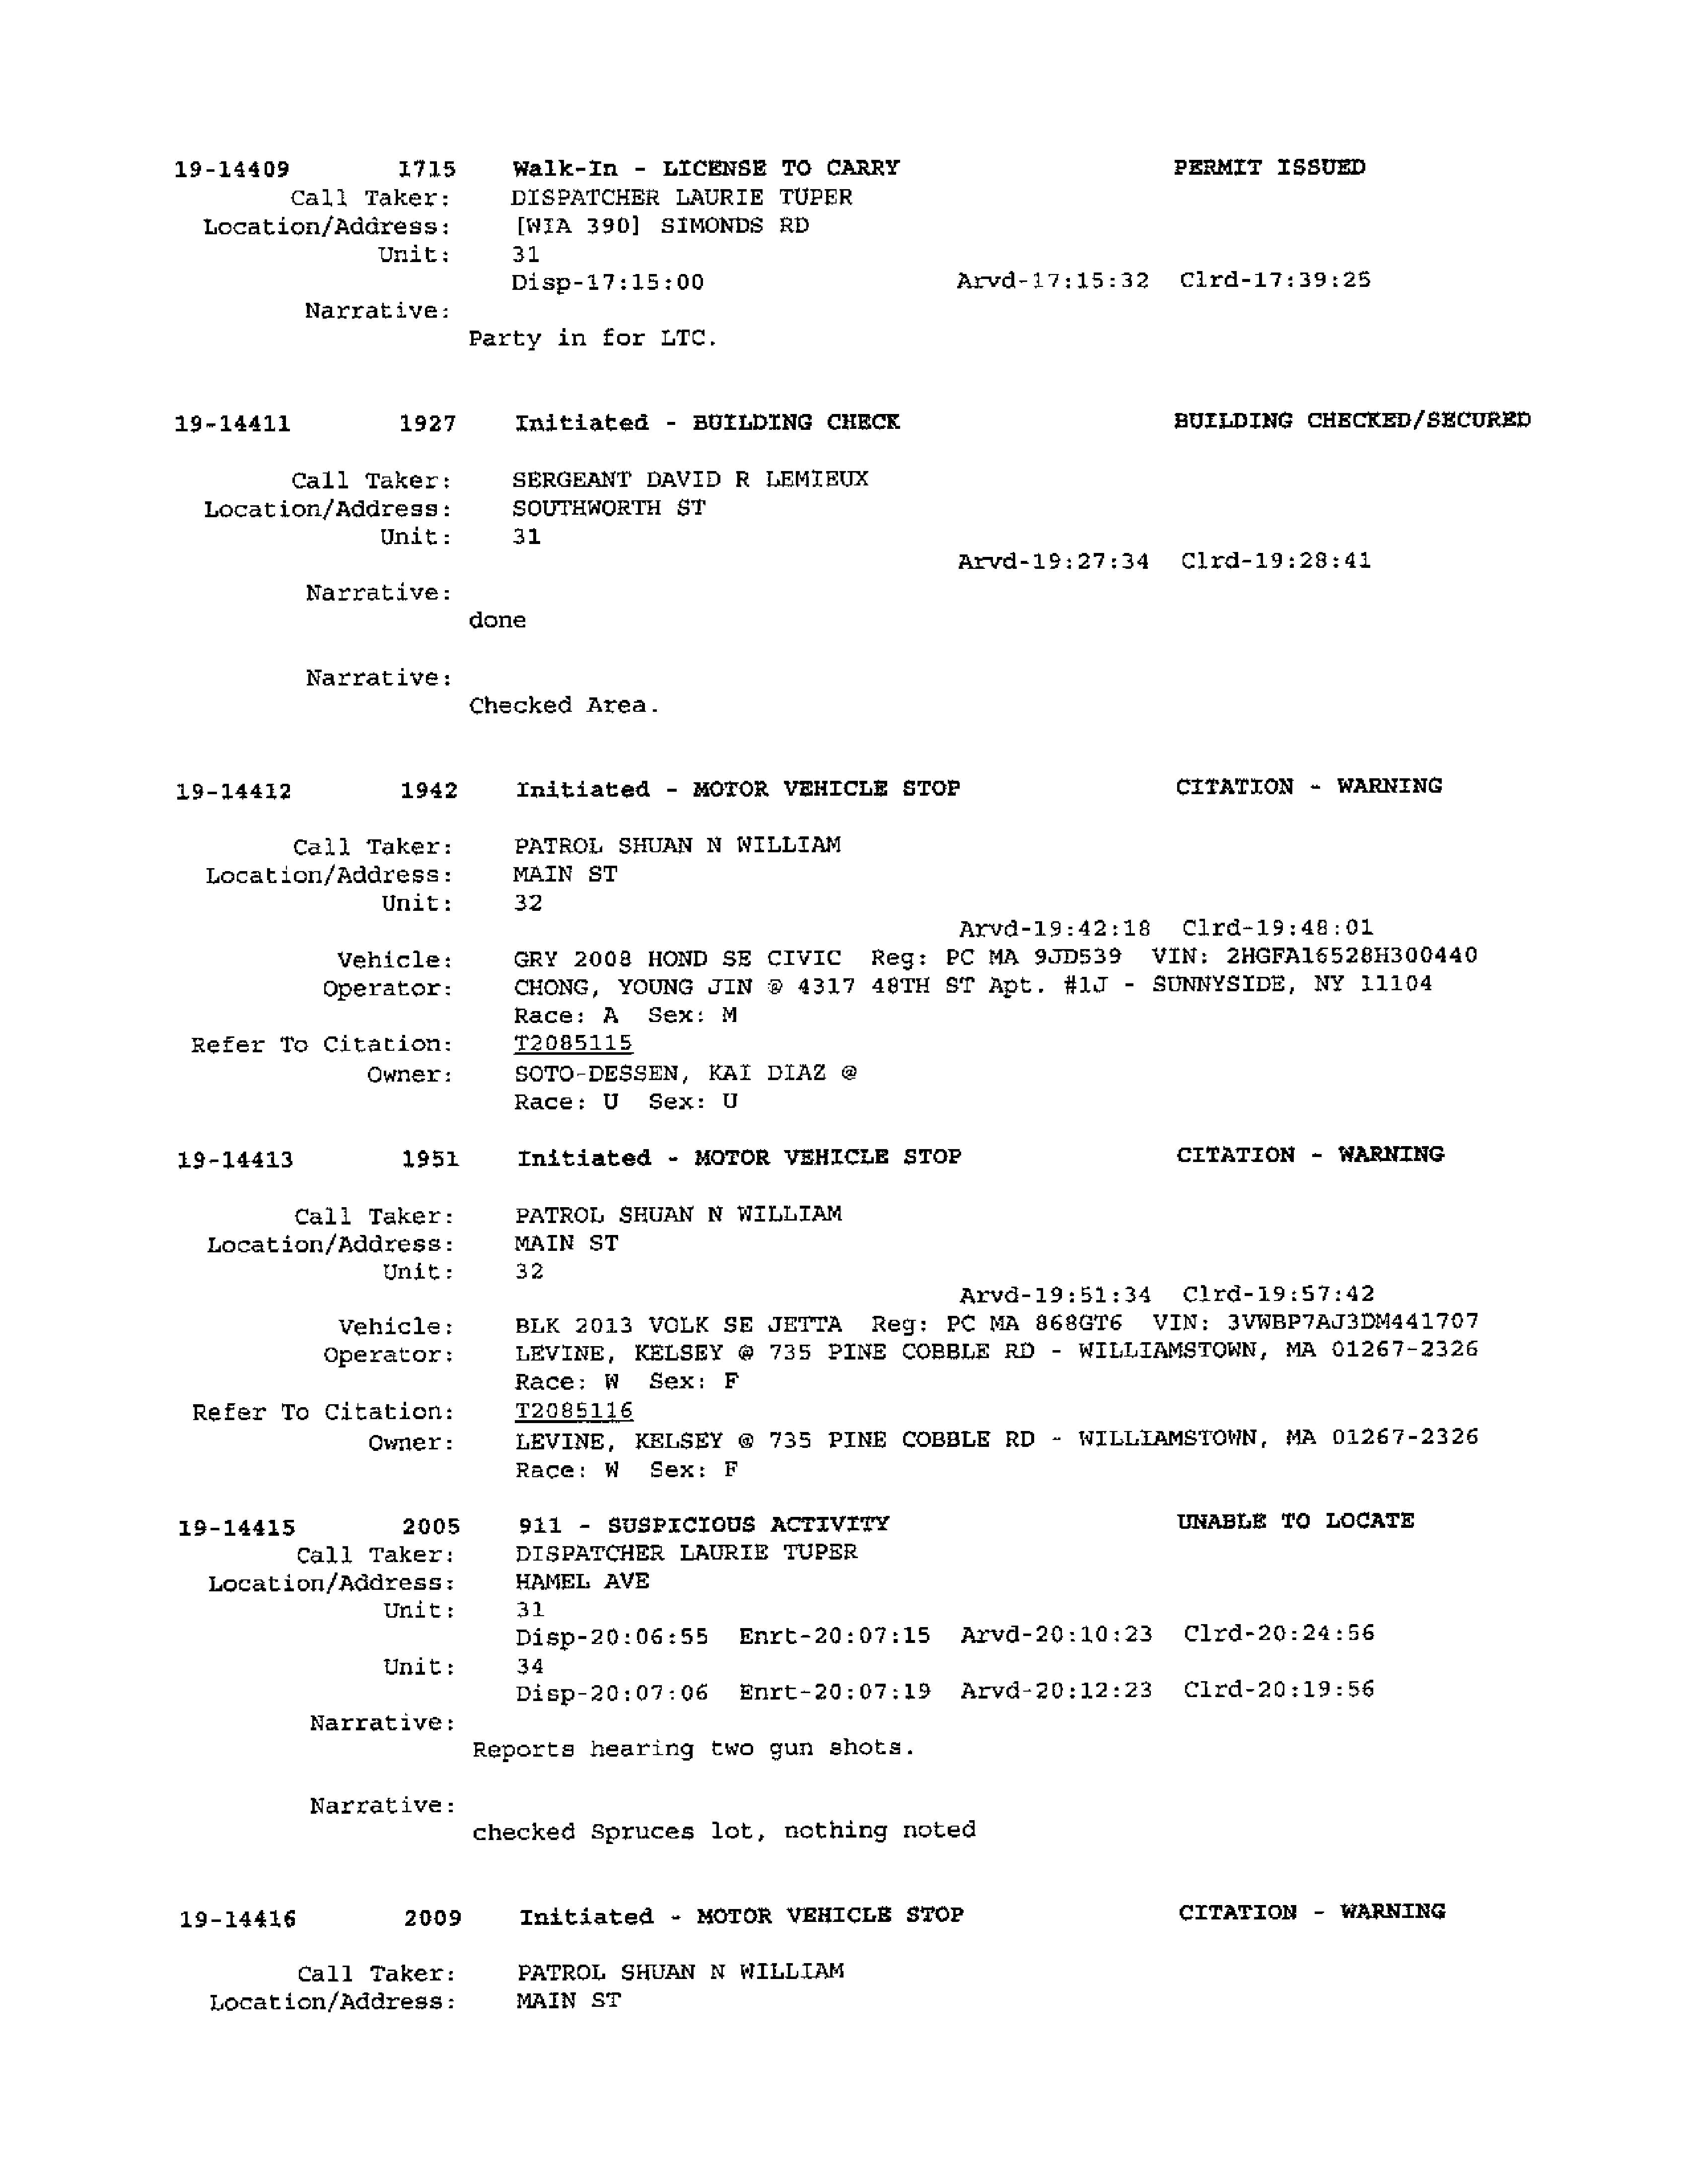 19-14409 1715 Walk-In - LICENSE TO CARRY PERMIT ISSUED
Call Taker: DISPATCHER LAURIE TUPER
Location/Address: [WIA 390] SIMONDS RD
Unit: 31
Disp-17:15:00 Arvd-17:15:32 Clrd-17:39:25
Narrative:
Party in for LTC.
19-14411 1927 Initiated - BUILDING CHECK BUILDING CHECKED/SECURED
Call Taker: SERGEANT DAVID R LEMIEUX
Location/Address: SOUTHWORTH ST
Unit: 31
Arvd-19:27:34 Clrd-19:28:41
Narrative:
done
Narrative:
Checked Area.
19-14412 1942 Initiated - MOTOR VEHICLE STOP CITATION - WARNING
Call Taker: PATROL SHUAN N WILLIAM
Location/Address: MAIN ST
Unit: 32
Arvd-19:42:18 Clrd-19:48:01
Vehicle: GRY 2008 HOND SE CIVIC Reg: PC MA 9JD539 VIN: 2HGFA16528H300440
Operator: CHONG, YOUNG JIN @ 4317 48TH ST Apt. #1J - SUNNYSIDE, NY 11104
Race: A Sex: M
Refer To Citation: T2085115
Owner: SOTO-DESSEN, KAI DIAZ @
Race: U Sex: U
19-14413 1951 Initiated - MOTOR VEHICLE STOP CITATION - WARNING
Call Taker: PATROL SHUAN N WILLIAM
Location/Address: MAIN ST
Unit: 32
Arvd-19:51:34 Clrd-19:57:42
Vehicle: BLK 2013 VOLK SE JETTA Reg: PC MA 868GT6 VIN: 3VWBP7AJ3DM441707
Operator: LEVINE, KELSEY @ 735 PINE COBBLE RD - WILLIAMSTOWN, MA 01267-2326
Race: W Sex: F
Refer To Citation: T2085116
Owner: LEVINE, KELSEY @ 735 PINE COBBLE RD - WILLIAMSTOWN, MA 01267-2326
Race: W Sex: F
19-14415 2005 911 - SUSPICIOUS ACTIVITY UNABLE TO LOCATE
Call Taker: DISPATCHER LAURIE TUPER
Location/Address: HAMEL AVE
Unit: 31
Disp-20:06:55 Enrt-20:07:15 Arvd-20:10:23 Clrd-20:24:56
Unit: 34
Disp-20:07:06 Enrt-20:07:19 Arvd-20:12:23 Clrd-20:19:56
Narrative:
Reports hearing two gun shots.
Narrative:
checked Spruces lot, nothing noted
19-14416 2009 Initiated - MOTOR VEHICLE STOP CITATION - WARNING
Call Taker: PATROL SHUAN N WILLIAM
Location/Address: MAIN ST